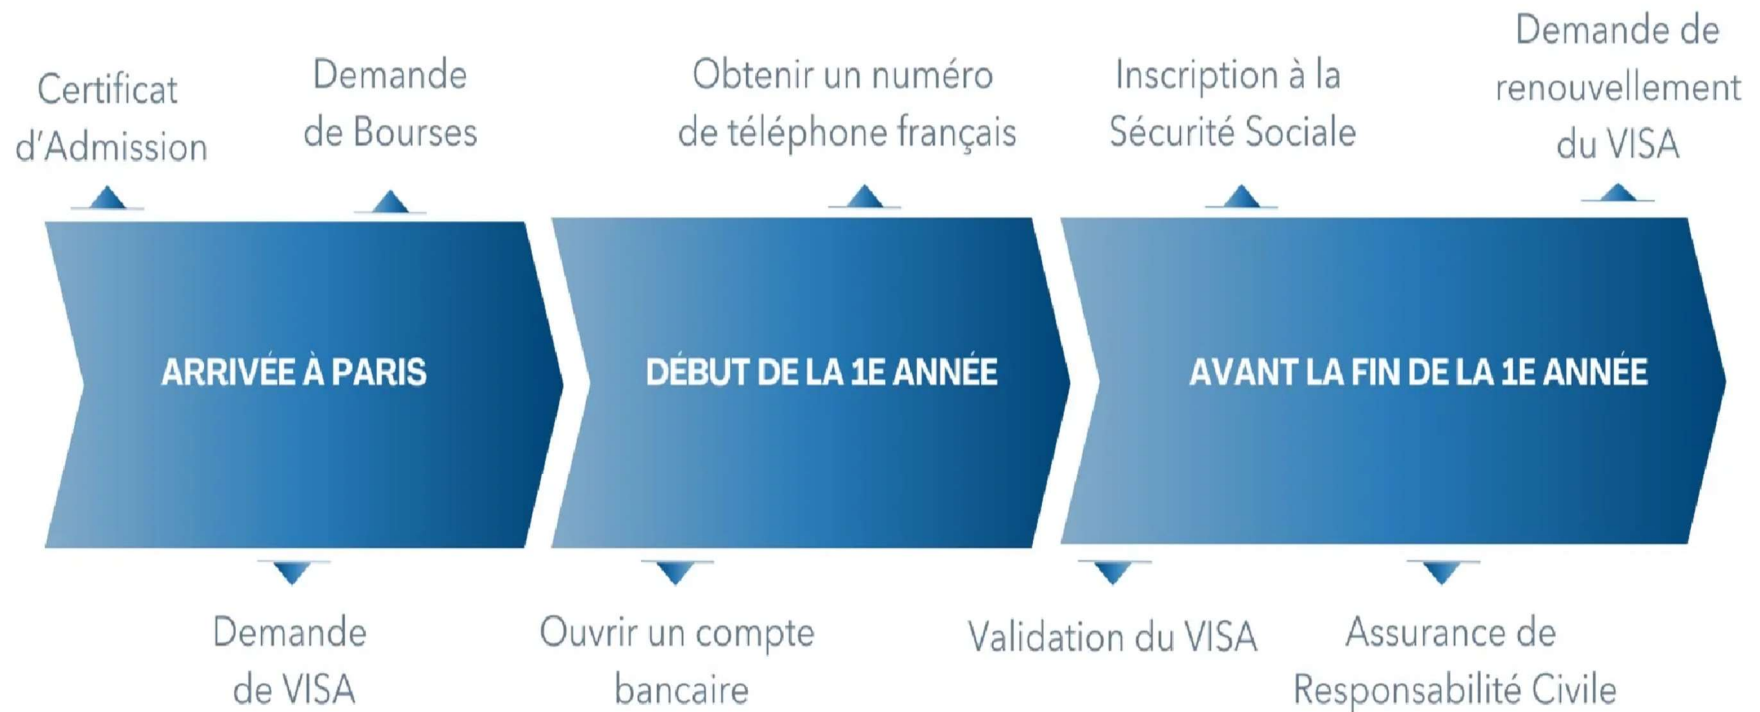 Certificat
d'Admission
Demande
de Bourses
Obtenir un numéro
de téléphone français
Inscription à la
Sécurité Sociale
Demande de
renouvellement
du VISA
ARRIVÉE À PARIS
DÉBUT DE LA 1E ANNÉE
AVANT LA FIN DE LA 1E ANNÉE
Demande
de VISA
Ouvrir un compte
bancaire
Validation du VISA
Assurance de
Responsabilité Civile